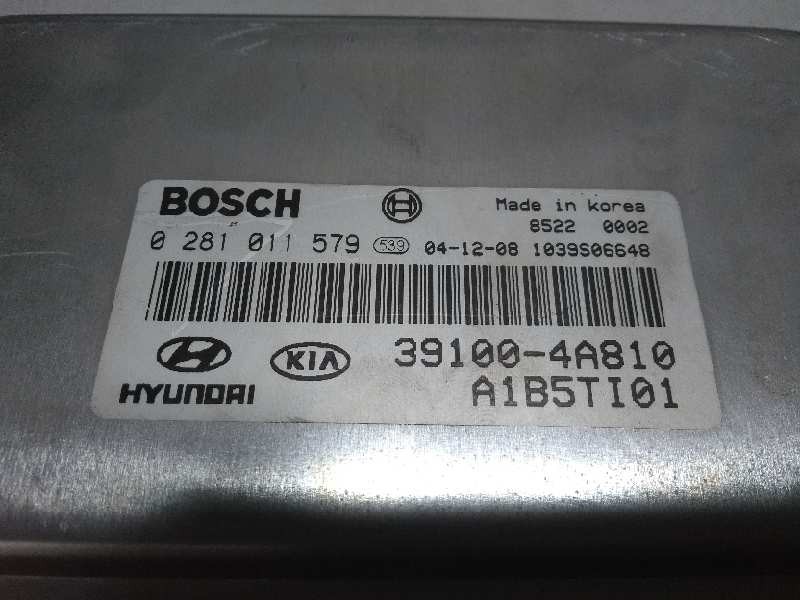 BOSCH
Made in Korea
8522 0002
0 281 011 579 539 04-12-08 1039S06648
HYUNDAI KIA 39100-4A810
A1B5TI01